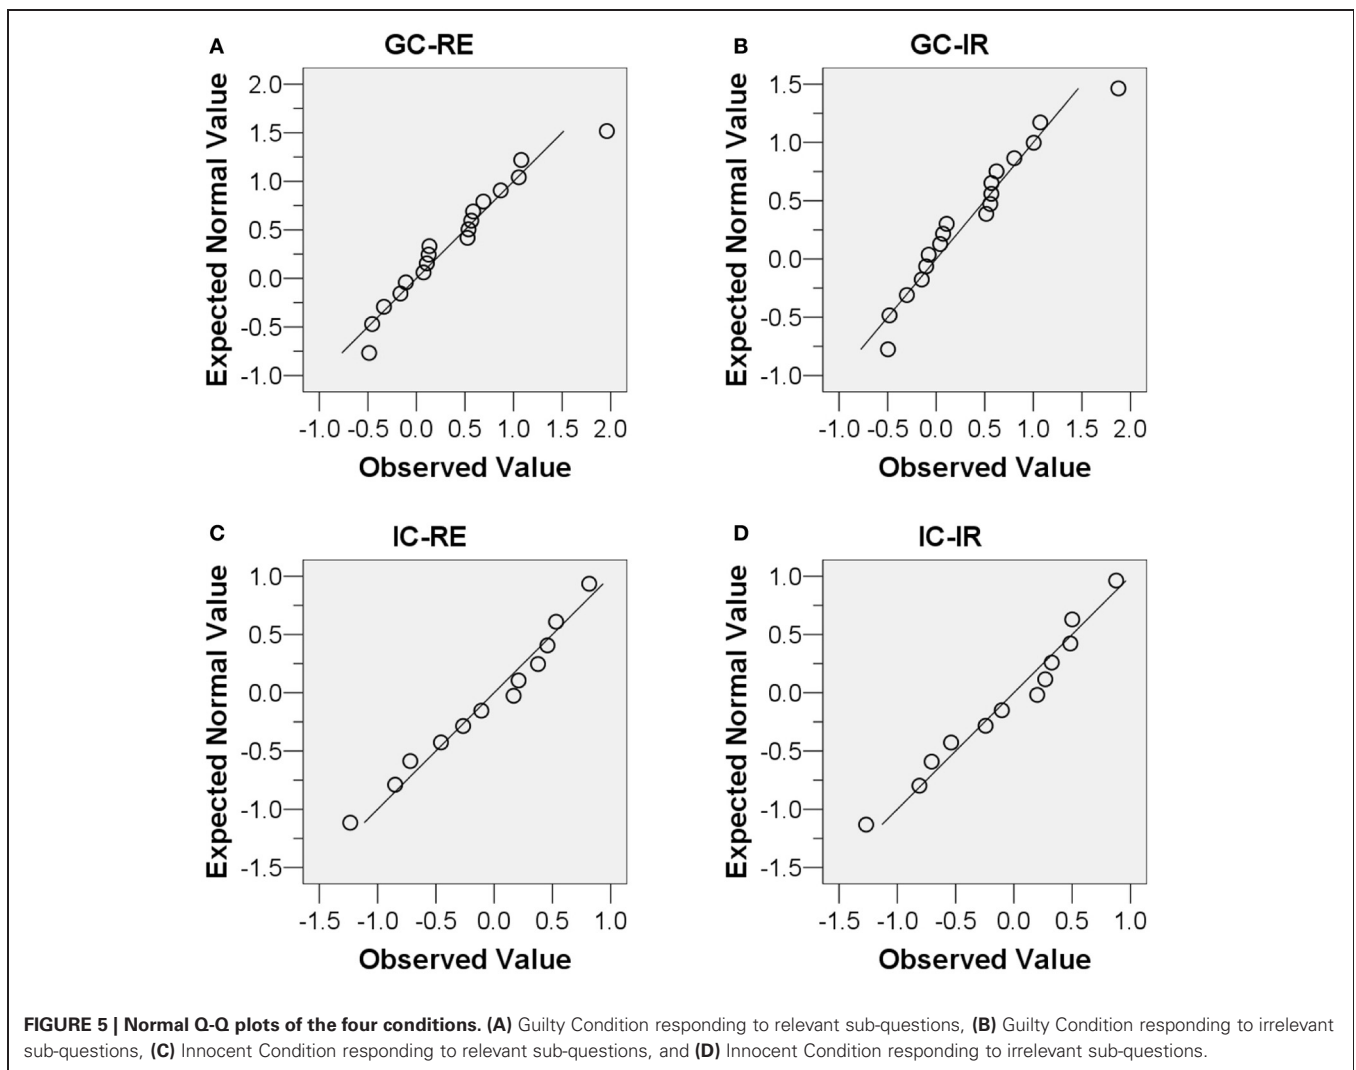 A GC-RE
Expected Normal Value
2.0
1.5
1.0
0.5
0.0
-0.5
-1.0
-1.0 -0.5 0.0 0.5 1.0 1.5 2.0
Observed Value
B GC-IR
Expected Normal Value
1.5
1.0
0.5
0.0
-0.5
-1.0
-1.0 -0.5 0.0 0.5 1.0 1.5 2.0
Observed Value
C IC-RE
Expected Normal Value
1.0
0.5
0.0
-0.5
-1.0
-1.5
-1.5 -1.0 -0.5 0.0 0.5 1.0
Observed Value
D IC-IR
Expected Normal Value
1.0
0.5
0.0
-0.5
-1.0
-1.5
-1.5 -1.0 -0.5 0.0 0.5 1.0
Observed Value
FIGURE 5 | Normal Q-Q plots of the four conditions. (A) Guilty Condition responding to relevant sub-questions, (B) Guilty Condition responding to irrelevant
sub-questions, (C) Innocent Condition responding to relevant sub-questions, and (D) Innocent Condition responding to irrelevant sub-questions.